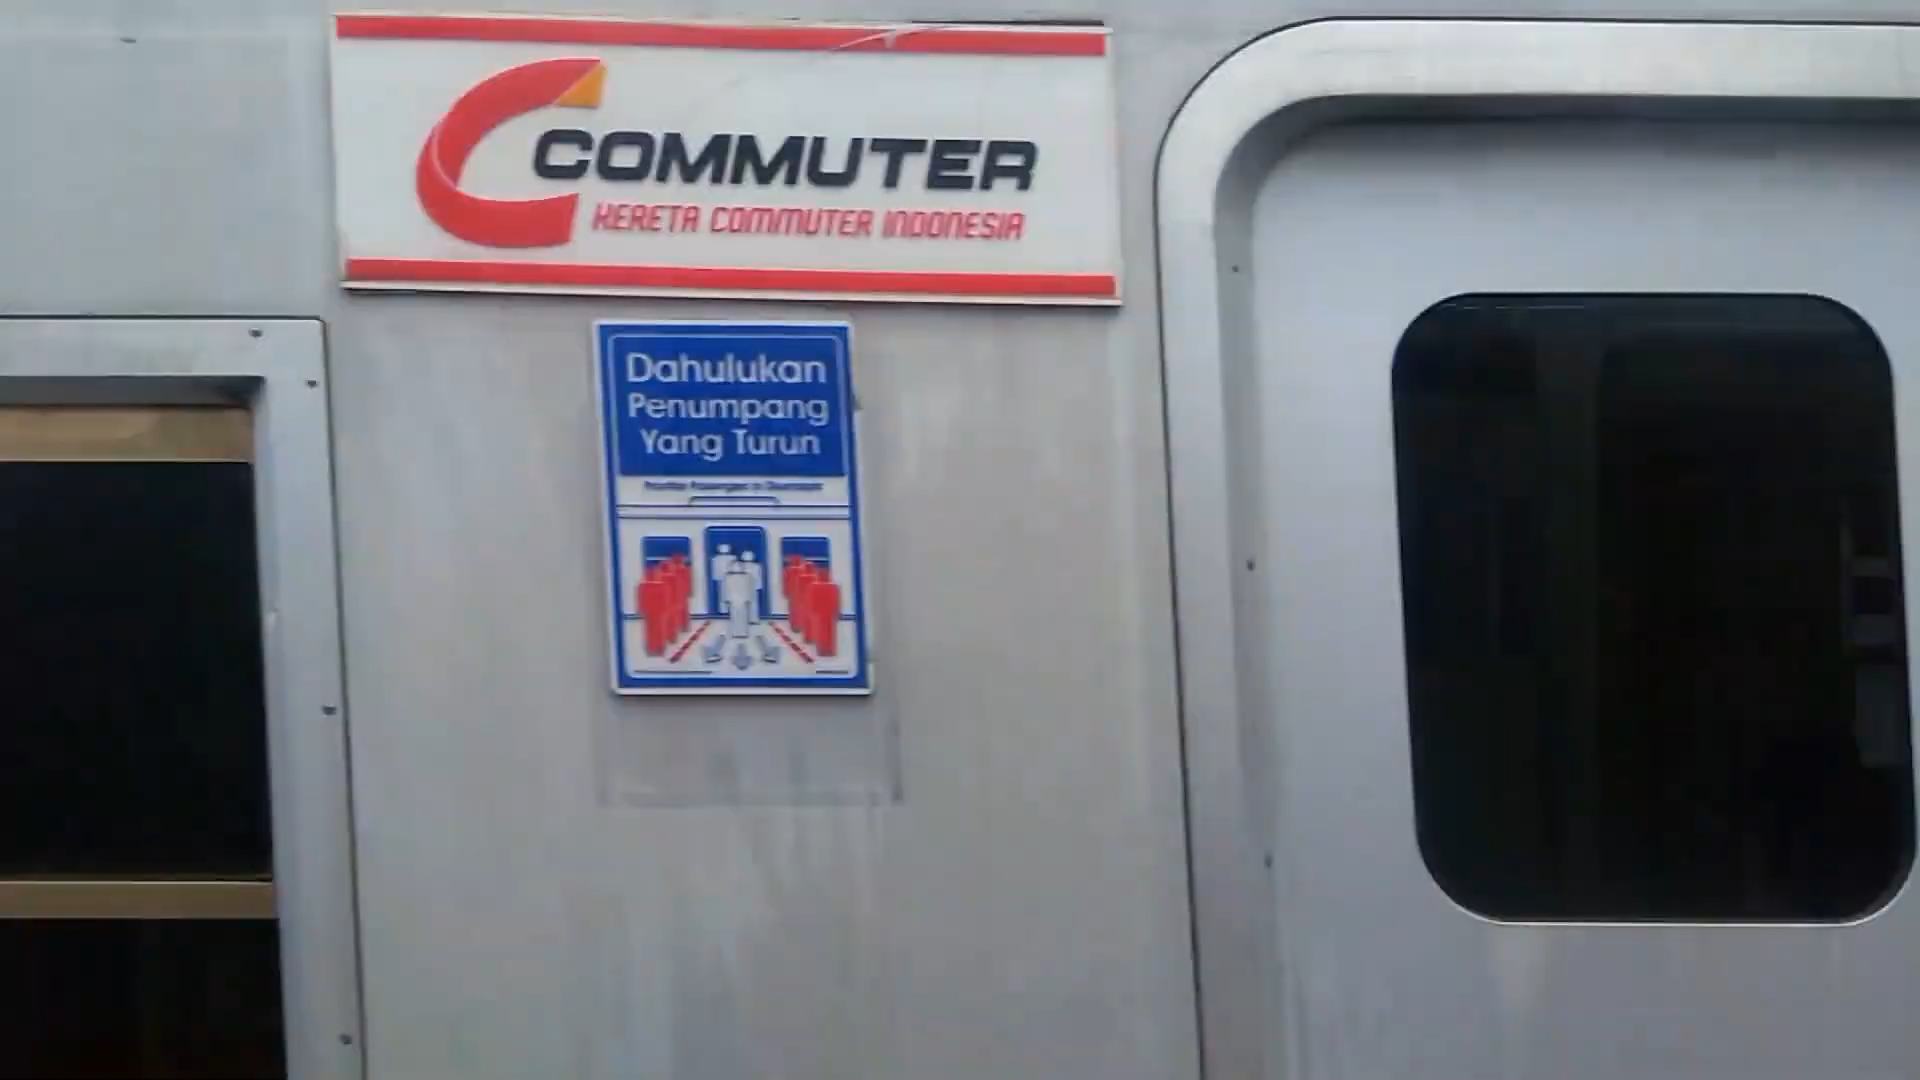 COMMUTER
KERETA COMMUTER INDONESIA
Dahulukan
Penumpang
Yang Turun